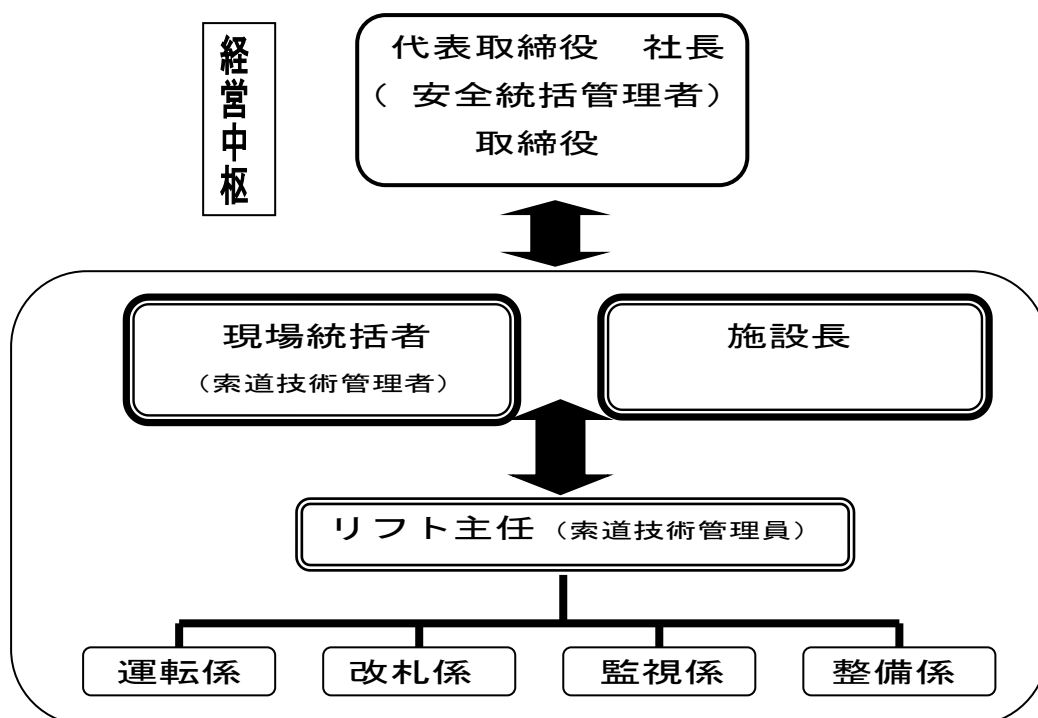 経営中枢
代表取締役　社長
（ 安全統括管理者）
取締役
現場統括者
（索道技術管理者）
施設長
リフト主任（索道技術管理員）
運転係
改札係
監視係
整備係